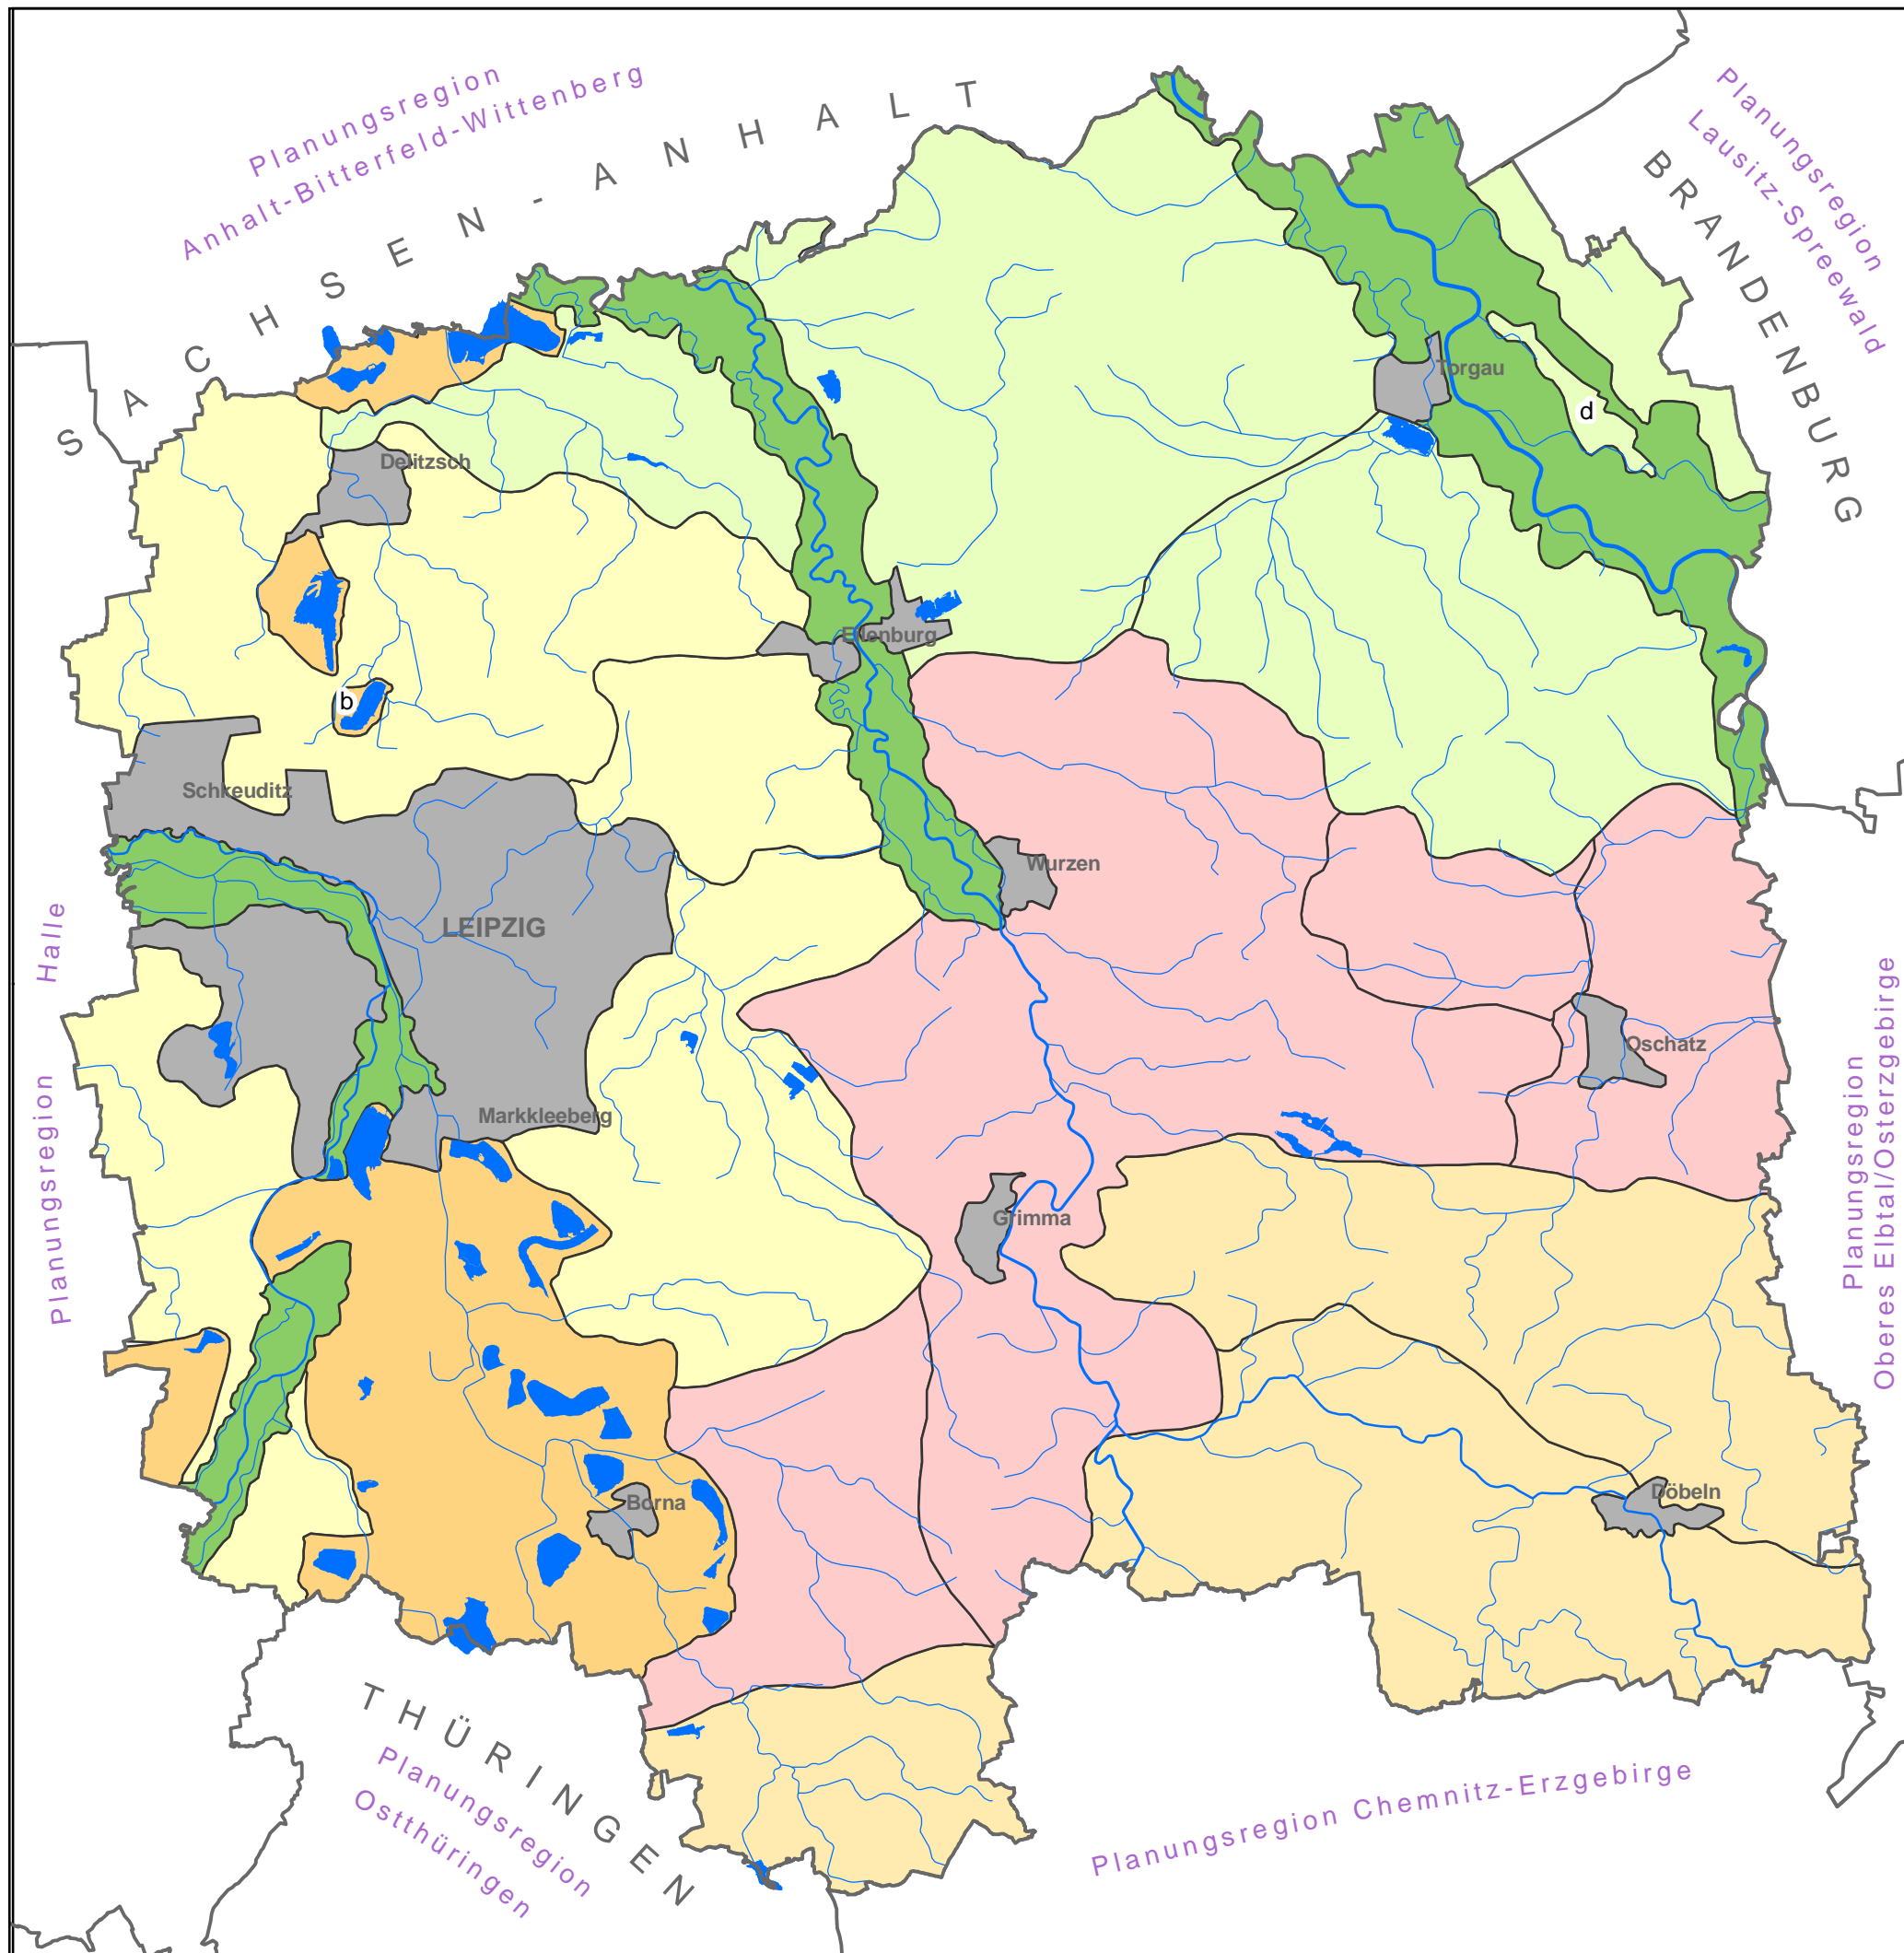 Planungsregion
Anhalt-Bitterfeld-Wittenberg
SACHSEN-ANHALT
Planungsregion
Lausitz-Spreewald
BRANDENBURG
Torgau
d
Delitzsch
Eilenburg
b
Schkeuditz
Wurzen
LEIPZIG
Planungsregion Halle
Oschatz
Planungsregion
Oberes Elbtal/Osterzgebirge
Markkleeberg
Grimma
Döbeln
Borna
THÜRINGEN
Planungsregion
Ostthüringen
Planungsregion Chemnitz-Erzgebirge